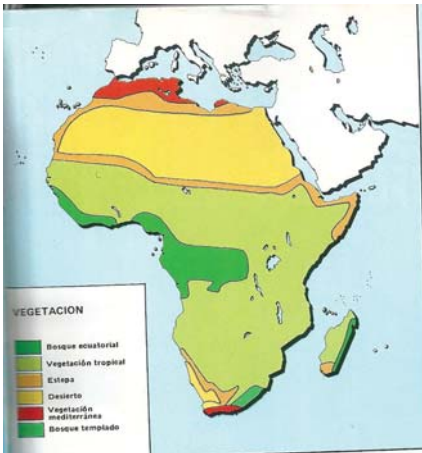 VEGETACION
Bosque ecuatorial
Vegetación tropical
Estepa
Desierto
Vegetación
mediterránea
Bosque templado